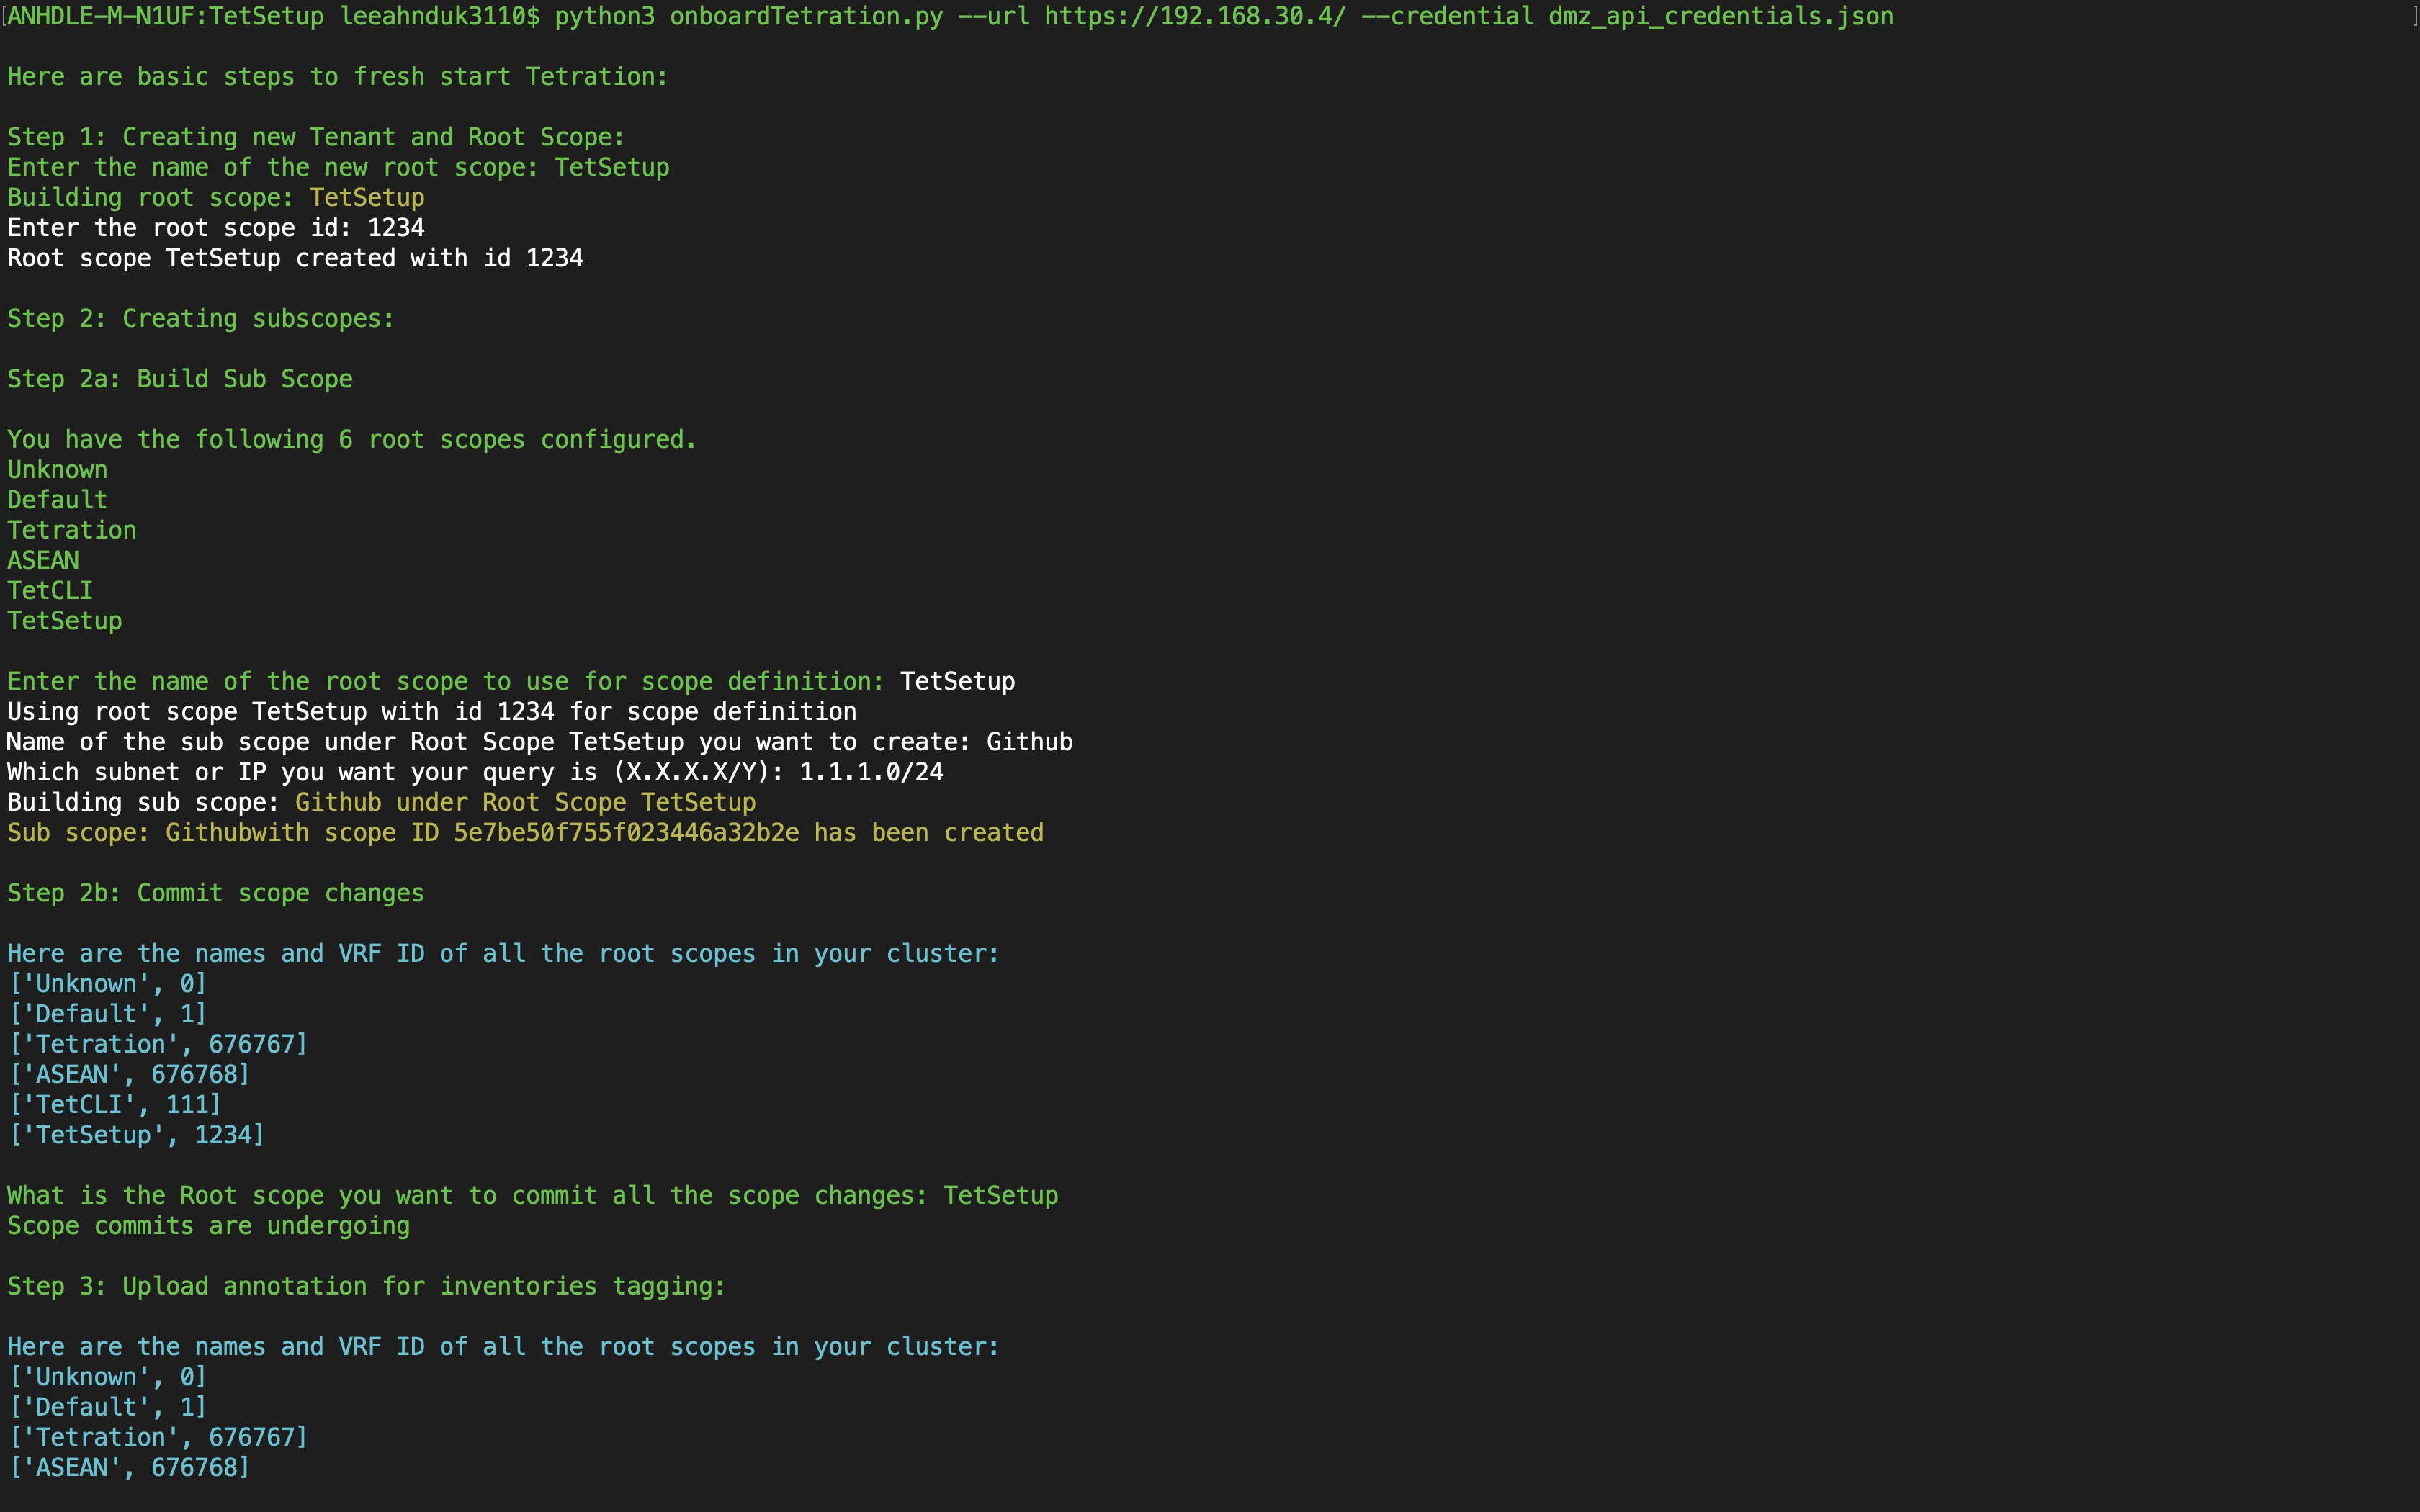 [ANHDLE-M-N1UF:TetSetup leeahnduk3110$ python3 onboardTetration.py --url https://192.168.30.4/ --credential dmz_api_credentials.json ]
Here are basic steps to fresh start Tetration:
Step 1: Creating new Tenant and Root Scope:
Enter the name of the new root scope: TetSetup
Building root scope: TetSetup
Enter the root scope id: 1234
Root scope TetSetup created with id 1234
Step 2: Creating subscopes:
Step 2a: Build Sub Scope
You have the following 6 root scopes configured.
Unknown
Default
Tetration
ASEAN
TetCLI
TetSetup
Enter the name of the root scope to use for scope definition: TetSetup
Using root scope TetSetup with id 1234 for scope definition
Name of the sub scope under Root Scope TetSetup you want to create: Github
Which subnet or IP you want your query is (X.X.X.X/Y): 1.1.1.0/24
Building sub scope: Github under Root Scope TetSetup
Sub scope: Githubwith scope ID 5e7be50f755f023446a32b2e has been created
Step 2b: Commit scope changes
Here are the names and VRF ID of all the root scopes in your cluster:
['Unknown', 0]
['Default', 1]
['Tetration', 676767]
['ASEAN', 676768]
['TetCLI', 111]
['TetSetup', 1234]
What is the Root scope you want to commit all the scope changes: TetSetup
Scope commits are undergoing
Step 3: Upload annotation for inventories tagging:
Here are the names and VRF ID of all the root scopes in your cluster:
['Unknown', 0]
['Default', 1]
['Tetration', 676767]
['ASEAN', 676768]